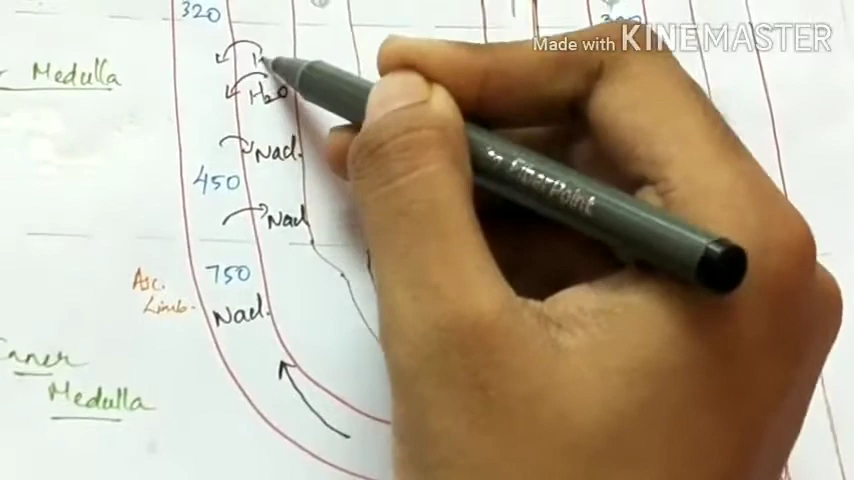 320
Made with KINEMASTER
Medulla
H₂O
Nacl.
450
Nacl
Asc.
Limb.
750
Nacl.
Inner
Medulla
FiberPoint